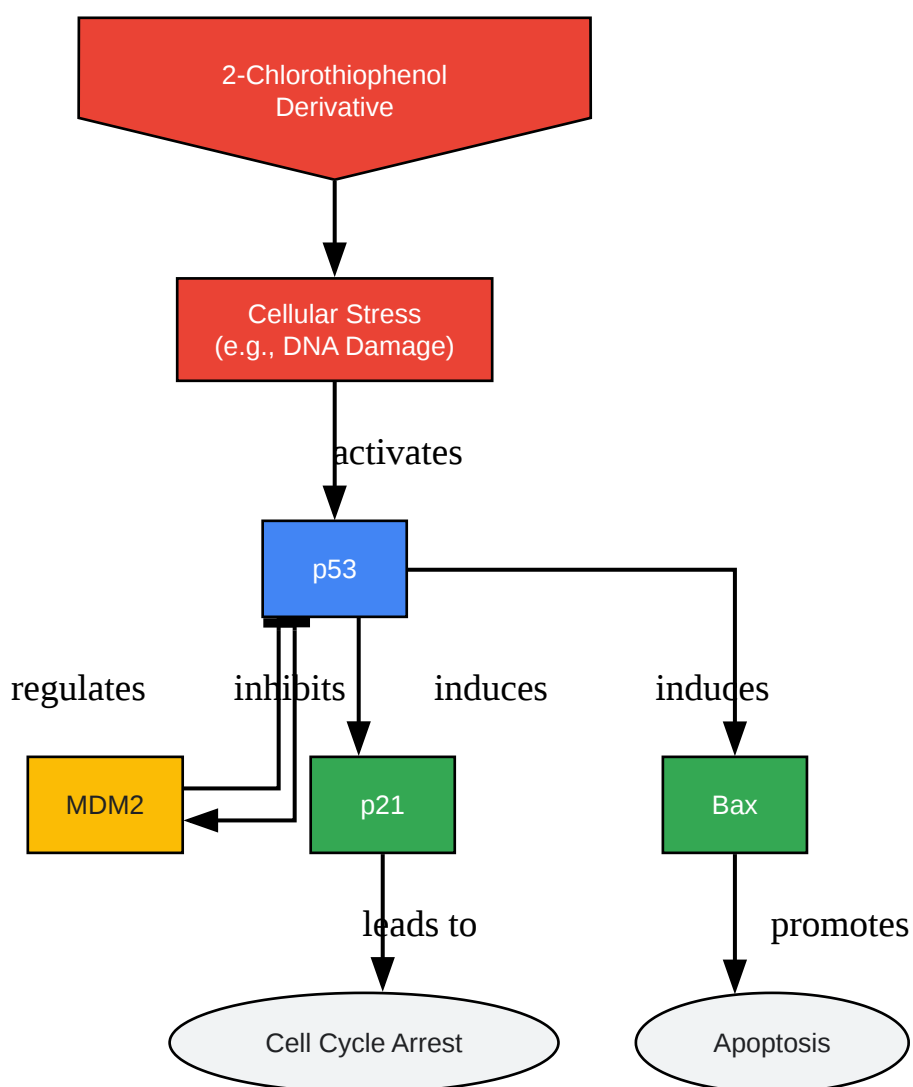 2-Chlorothiophenol
Derivative
Cellular Stress
(e.g., DNA Damage)
activates
p53
regulates
inhibits
induces
induces
MDM2
p21
Bax
leads to
promotes
Cell Cycle Arrest
Apoptosis